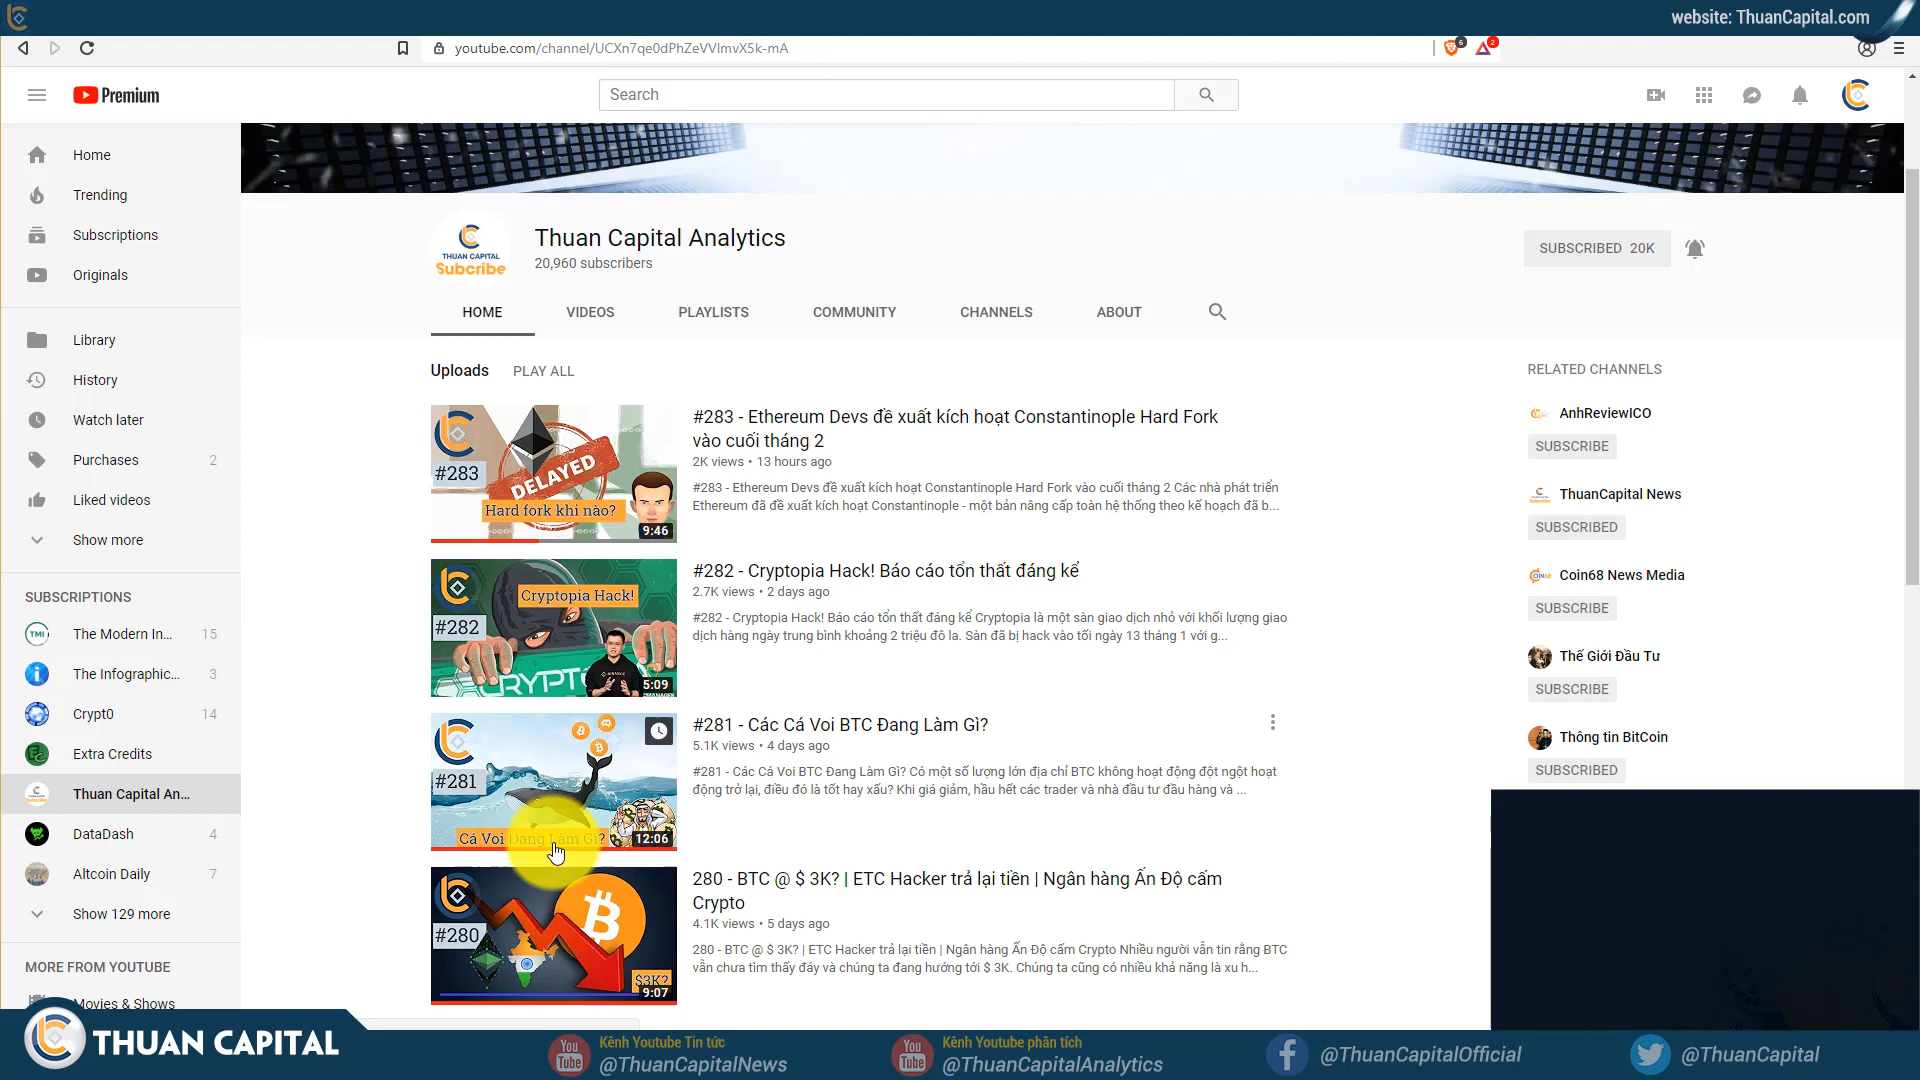 website: ThuanCapital.com
youtube.com/channel/UCXn7qe0dPhZeVVlmvX5k-mA
6
2
Premium
Search
Home
Trending
Subscriptions
Originals
Library
History
Watch later
Purchases 2
Liked videos
Show more
SUBSCRIPTIONS
The Modern In... 15
The Infographic... 3
Crypt0 14
Extra Credits
Thuan Capital An...
DataDash 4
Altcoin Daily 7
Show 129 more
MORE FROM YOUTUBE
Movies & Shows
THUAN CAPITAL
Subcribe
Thuan Capital Analytics
20,960 subscribers
SUBSCRIBED 20K
HOME
VIDEOS
PLAYLISTS
COMMUNITY
CHANNELS
ABOUT
Uploads PLAY ALL
#283
DELAYED
Hard fork khi nào?
9:46
#283 - Ethereum Devs đề xuất kích hoạt Constantinople Hard Fork
vào cuối tháng 2
2K views • 13 hours ago
#283 - Ethereum Devs đề xuất kích hoạt Constantinople Hard Fork vào cuối tháng 2 Các nhà phát triển
Ethereum đã đề xuất kích hoạt Constantinople - một bản nâng cấp toàn hệ thống theo kế hoạch đã b...
Cryptopia Hack!
#282
5:09
#282 - Cryptopia Hack! Báo cáo tổn thất đáng kể
2.7K views • 2 days ago
#282 - Cryptopia Hack! Báo cáo tổn thất đáng kể Cryptopia là một sàn giao dịch nhỏ với khối lượng giao
dịch hàng ngày trung bình khoảng 2 triệu đô la. Sàn đã bị hack vào tối ngày 13 tháng 1 với g...
#281
Cá Voi Đang Làm Gì?
12:06
#281 - Các Cá Voi BTC Đang Làm Gì?
5.1K views • 4 days ago
#281 - Các Cá Voi BTC Đang Làm Gì? Có một số lượng lớn địa chỉ BTC không hoạt động đột ngột hoạt
động trở lại, điều đó là tốt hay xấu? Khi giá giảm, hầu hết các trader và nhà đầu tư đầu hàng và ...
#280
$3K?
9:07
280 - BTC @ $ 3K? | ETC Hacker trả lại tiền | Ngân hàng Ấn Độ cấm
Crypto
4.1K views • 5 days ago
280 - BTC @ $ 3K? | ETC Hacker trả lại tiền | Ngân hàng Ấn Độ cấm Crypto Nhiều người vẫn tin rằng BTC
vẫn chưa tìm thấy đáy và chúng ta đang hướng tới $ 3K. Chúng ta cũng có nhiều khả năng là xu h...
RELATED CHANNELS
AnhReviewICO
SUBSCRIBE
ThuanCapital News
SUBSCRIBED
Coin68 News Media
SUBSCRIBE
Thế Giới Đầu Tư
SUBSCRIBE
Thông tin BitCoin
SUBSCRIBED
THUAN CAPITAL
You Tube
Kênh Youtube Tin tức
@ThuanCapitalNews
You Tube
Kênh Youtube phân tích
@ThuanCapitalAnalytics
@ThuanCapitalOfficial
@ThuanCapital